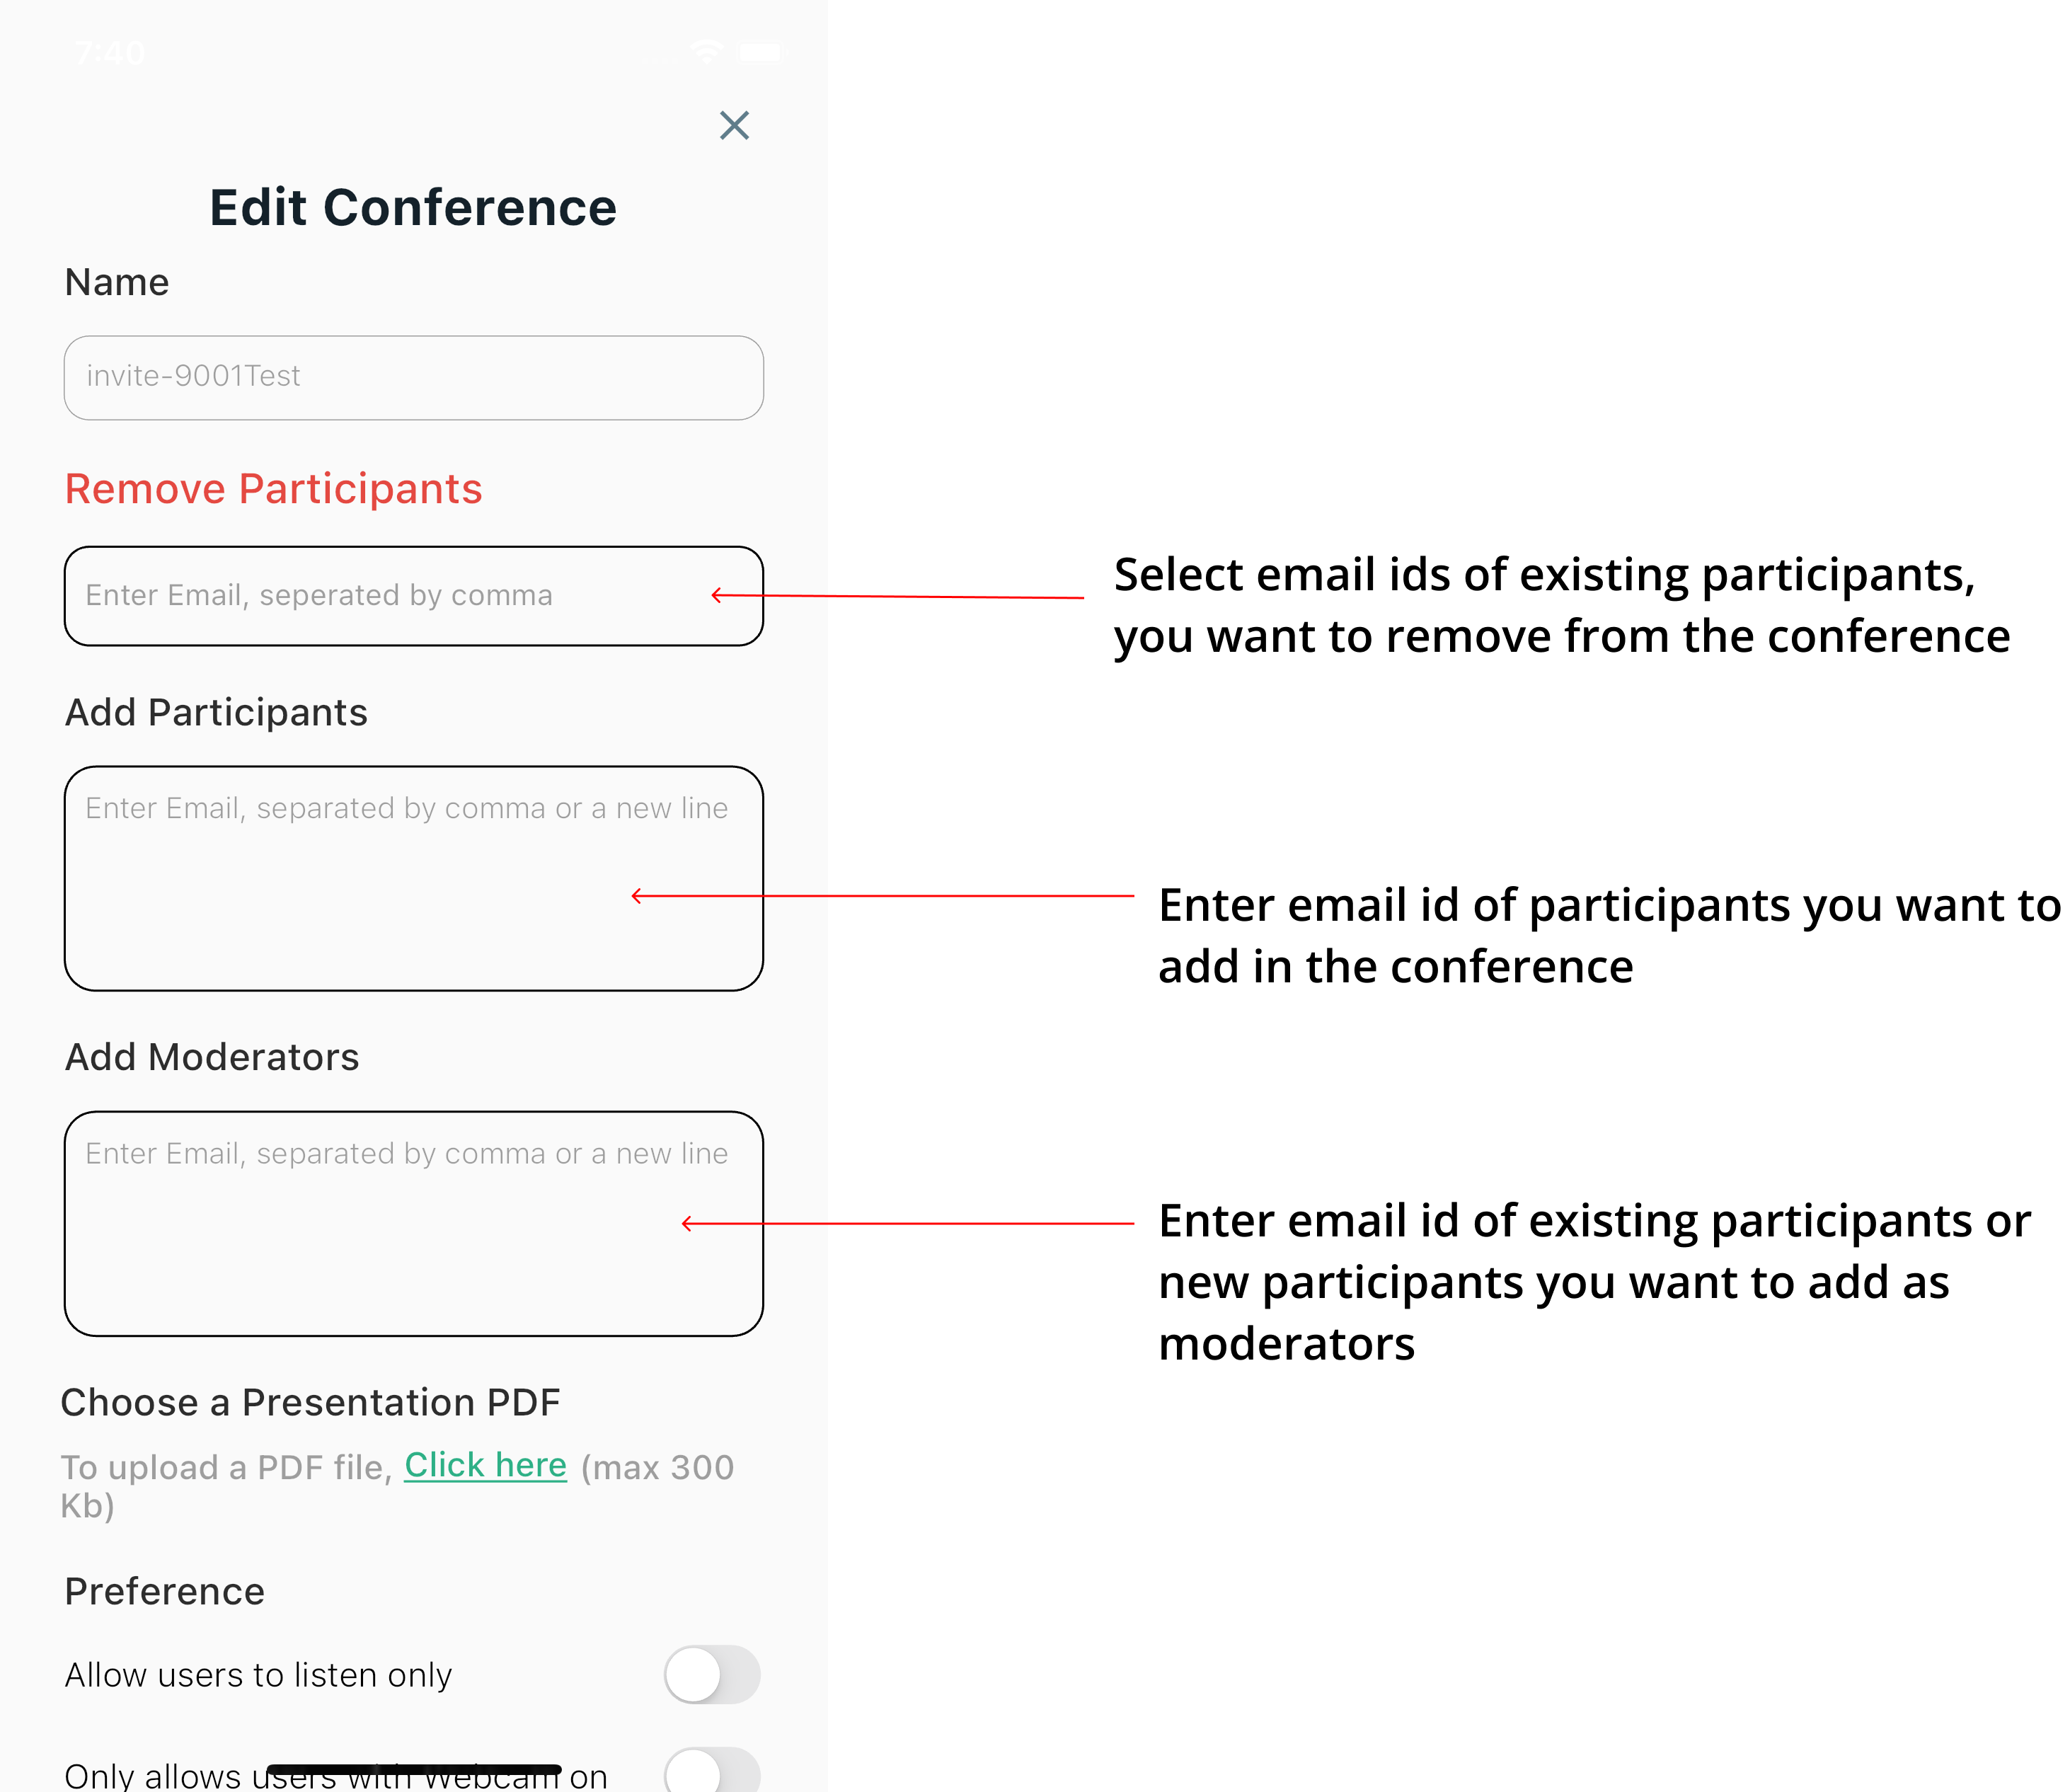 7:40
Edit Conference
Name
invite-9001Test
Remove Participants
Enter Email, seperated by comma
Select email ids of existing participants,
you want to remove from the conference
Add Participants
Enter Email, separated by comma or a new line
Enter email id of participants you want to
add in the conference
Add Moderators
Enter Email, separated by comma or a new line
Enter email id of existing participants or
new participants you want to add as
moderators
Choose a Presentation PDF
To upload a PDF file, Click here (max 300
Kb)
Preference
Allow users to listen only
Only allows users with Webcam on